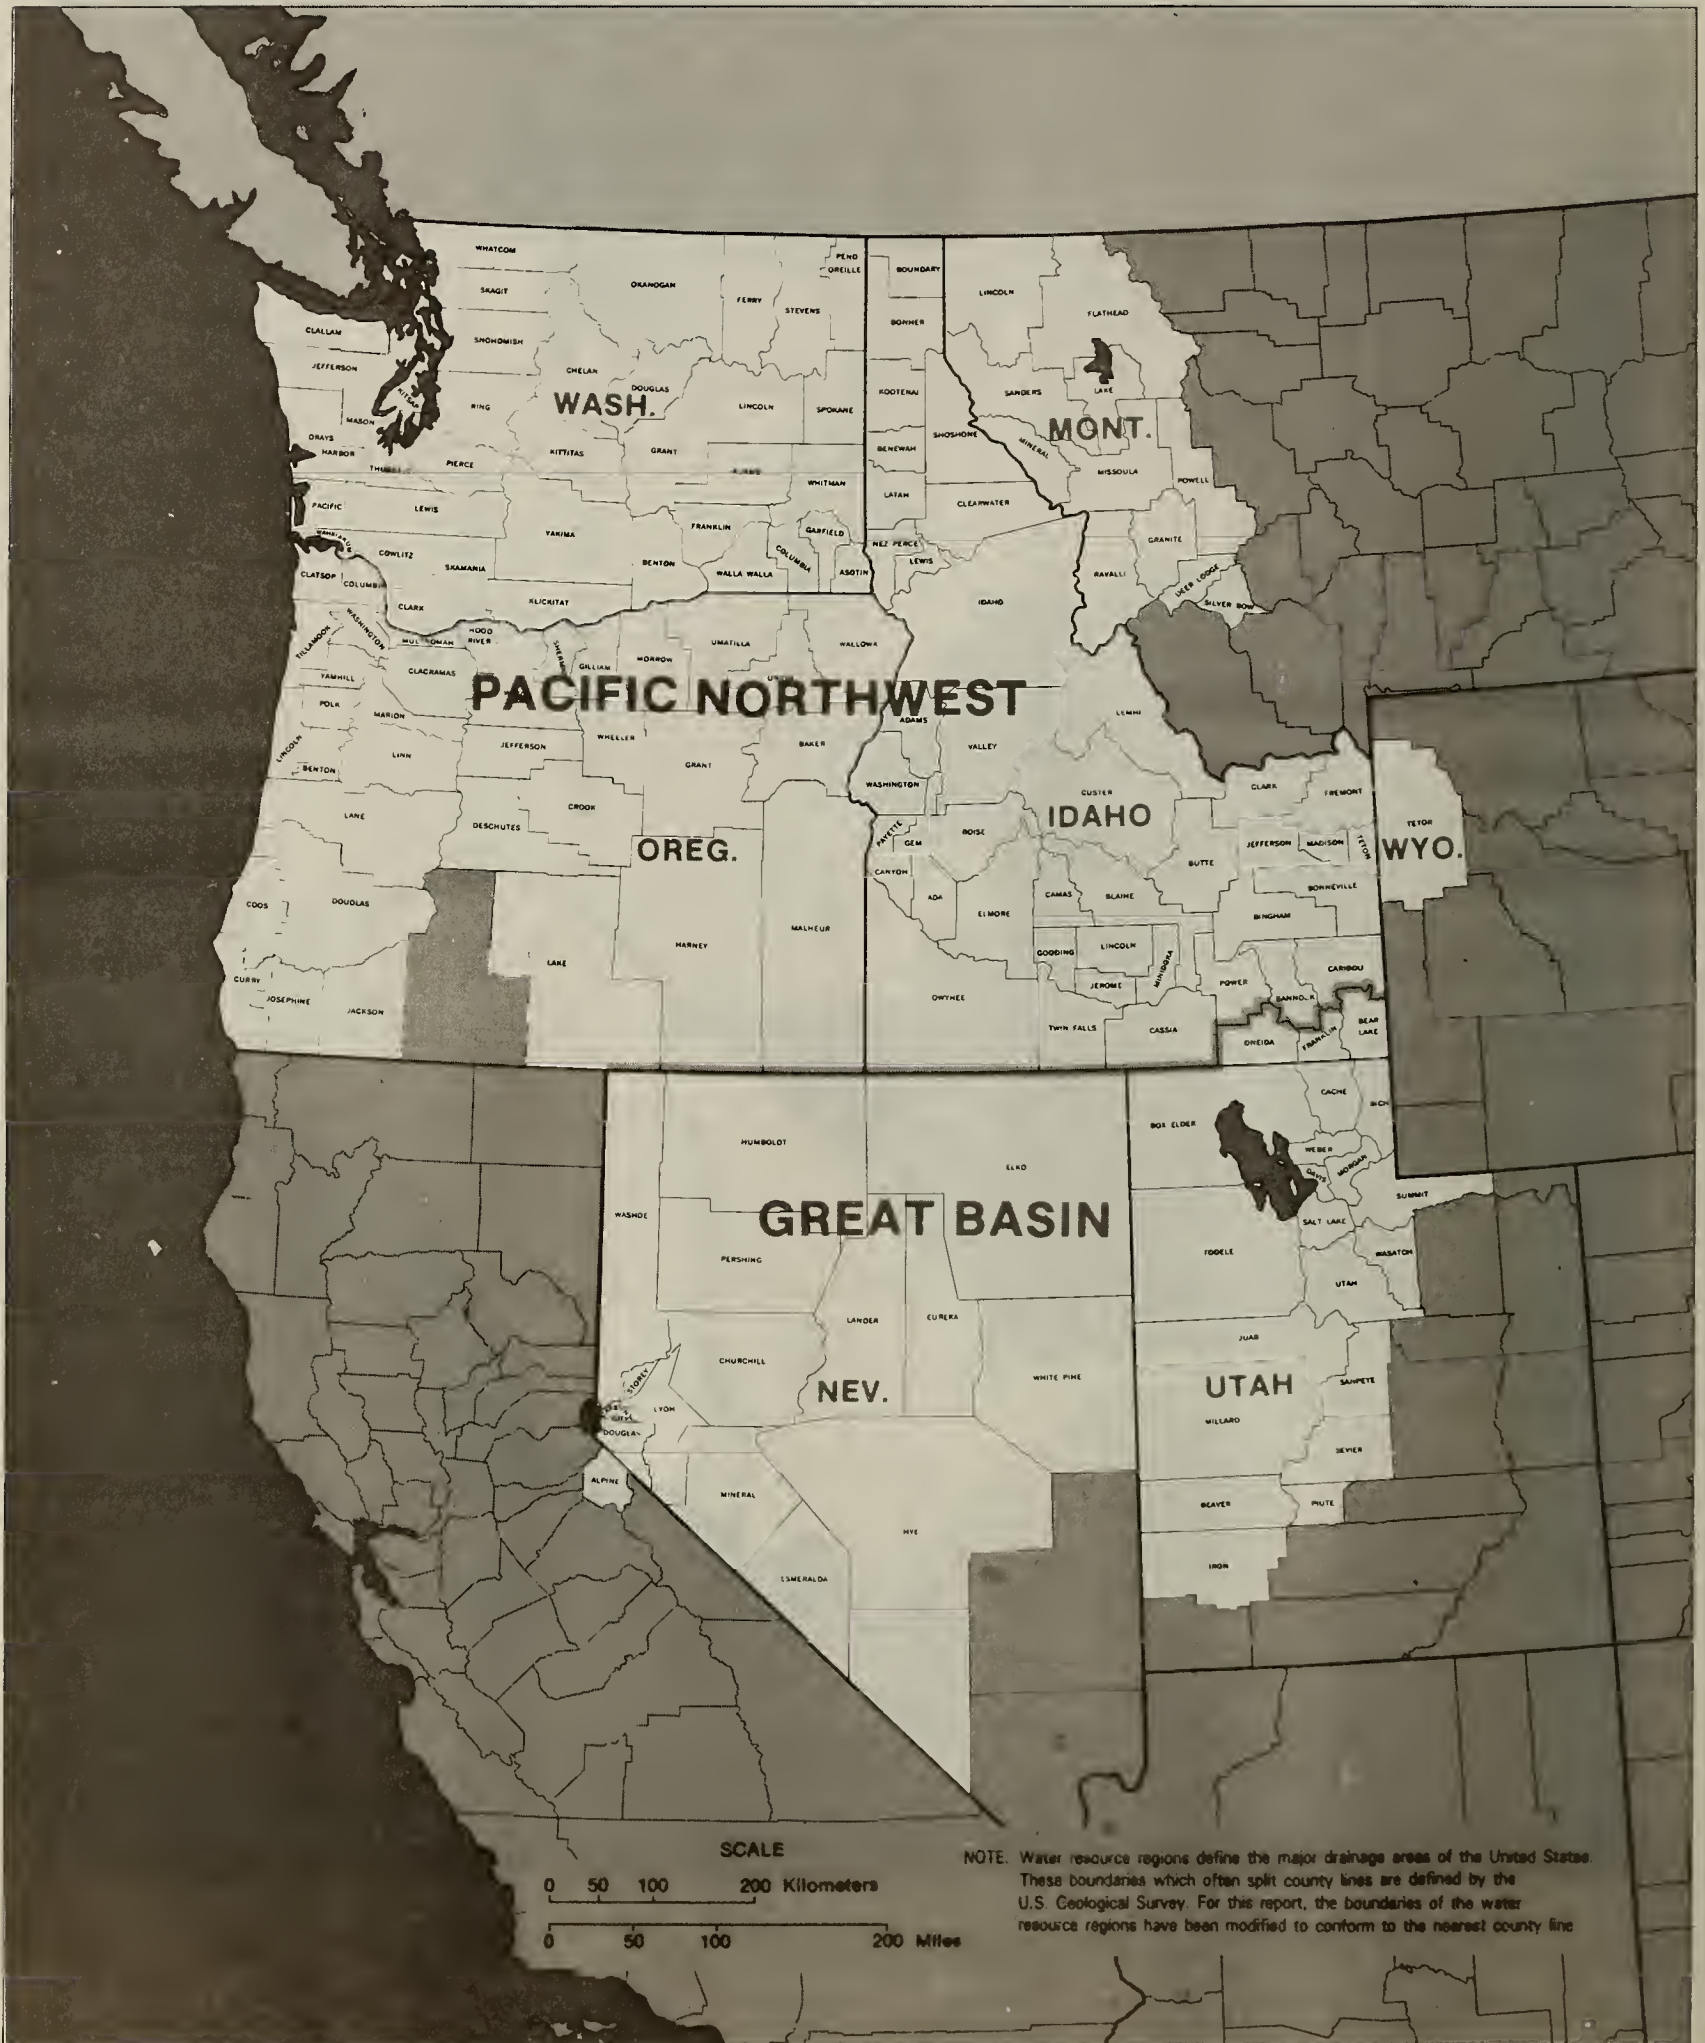 WHATCOM
SKAGIT
SNOHOMISH
OKANOGAN
FERRY
STEVENS
PEND
OREILLE
BOUNDARY
BONNER
LINCOLN
FLATHEAD
CLALLAM
JEFFERSON
KITSAP
MASON
GRAYS
HARBOR
KING
CHELAN
DOUGLAS
WASH.
LINCOLN
SPOKANE
KOOTENAI
SHOSHONE
BENEWAH
SANDERS
LAKE
MONT.
MINERAL
MISSOULA
POWELL
PIERCE
KITTITAS
GRANT
WHITMAN
LATAH
CLEARWATER
PACIFIC
LEWIS
YAKIMA
FRANKLIN
GARFIELD
COLUMBIA
ASOTIN
NEZ PERCE
LEWIS
GRANITE
RAVALLI
DEER LODGE
SILVER BOW
WAHKIAKUM
COWLITZ
SKAMANIA
BENTON
WALLA WALLA
CLATSOP
COLUMBI
CLARK
KLICKITAT
IDAHO
TILLAMOOK
WASHINGTON
MULTNOMAH
HOOD
RIVER
SHERMAN
GILLIAM
MORROW
UMATILLA
WALLOWA
YAMHILL
CLACKAMAS
PACIFIC NORTHWEST
POLK
MARION
ADAMS
LEMHI
LINCOLN
BENTON
LINN
JEFFERSON
WHEELER
GRANT
BAKER
VALLEY
WASHINGTON
CUSTER
IDAHO
CLARK
FREMONT
LANE
DESCHUTES
CROOK
OREG.
PAYETTE
GEM
BOISE
CANYON
ADA
ELMORE
CAMAS
BLAINE
BUTTE
JEFFERSON
MADISON
TETON
TETON
WYO.
BONNEVILLE
BINGHAM
COOS
DOUGLAS
CURRY
JOSEPHINE
JACKSON
LAKE
HARNEY
MALHEUR
OWYHEE
GOODING
LINCOLN
JEROME
MINIDOKA
POWER
BANNOCK
CARIBOU
TWIN FALLS
CASSIA
ONEIDA
FRANKLIN
BEAR
LAKE
HUMBOLDT
ELKO
BOX ELDER
CACHE
RICH
WEBER
DAVIS
MORGAN
SUMMIT
WASHOE
GREAT BASIN
SALT LAKE
PERSHING
TOOELE
WASATCH
UTAH
LANDER
EUREKA
JUAB
CHURCHILL
STOREY
LYON
DOUGLAS
NEV.
WHITE PINE
UTAH
SANPETE
MILLARD
SEVIER
ALPINE
MINERAL
BEAVER
PIUTE
NYE
ESMERALDA
IRON
SCALE
0 50 100 200 Kilometers
0 50 100 200 Miles
NOTE. Water resource regions define the major drainage areas of the United States.
These boundaries which often split county lines are defined by the
U.S. Geological Survey. For this report, the boundaries of the water
resource regions have been modified to conform to the nearest county line